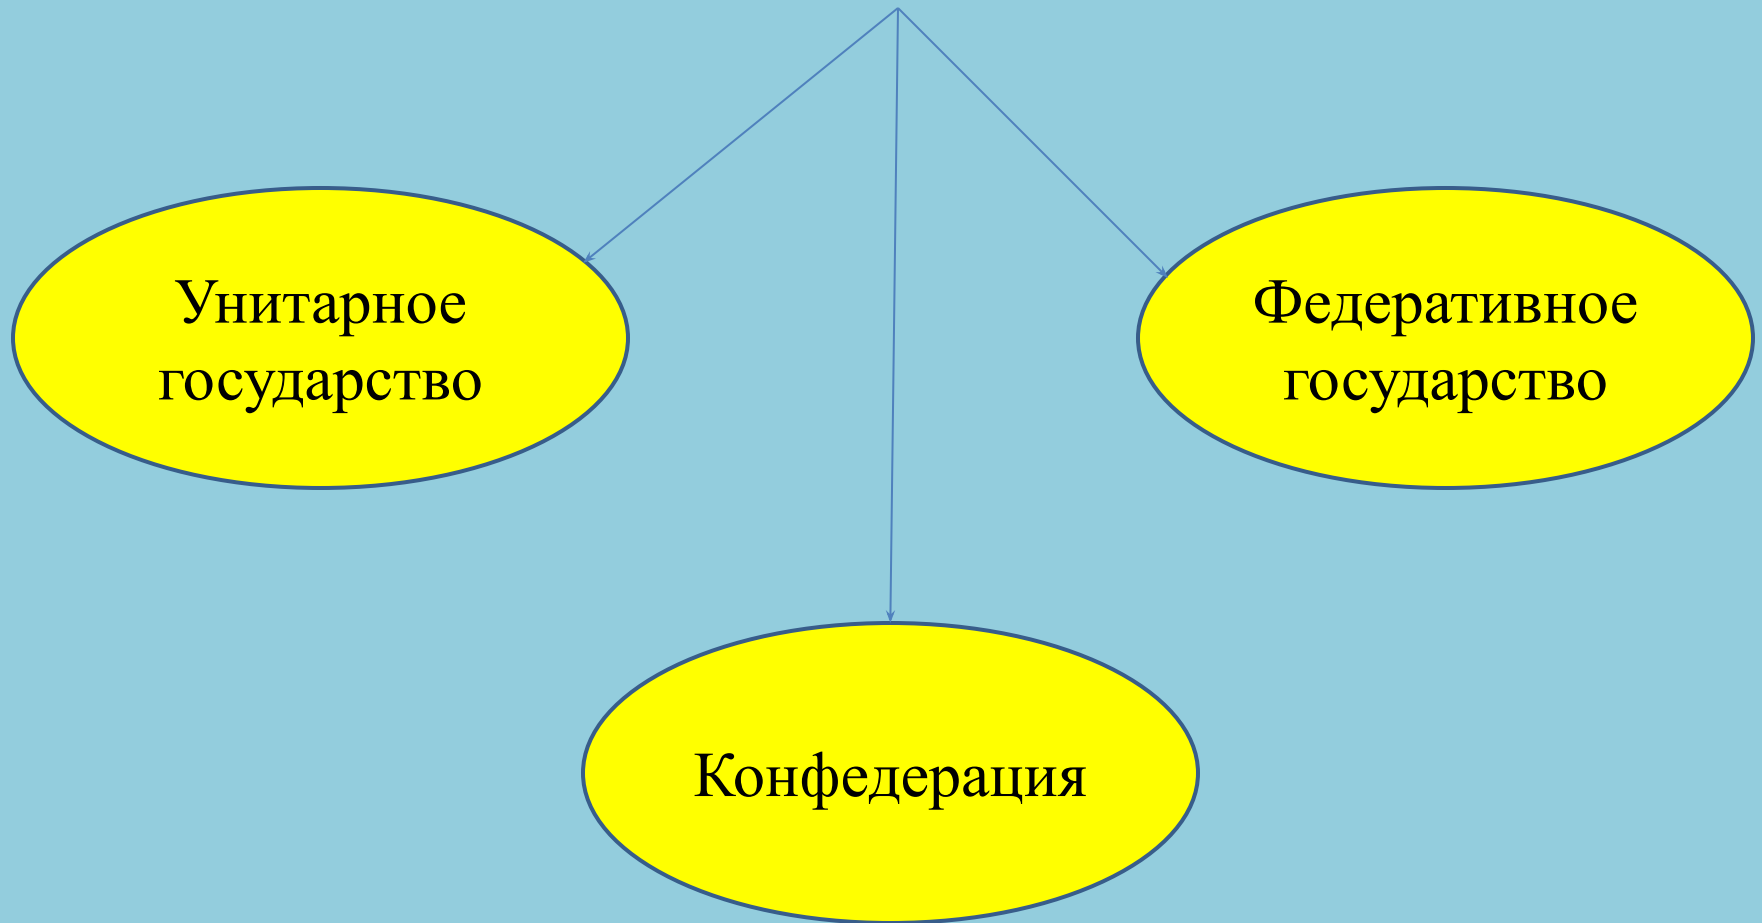 Унитарное
государство
Федеративное
государство
Конфедерация